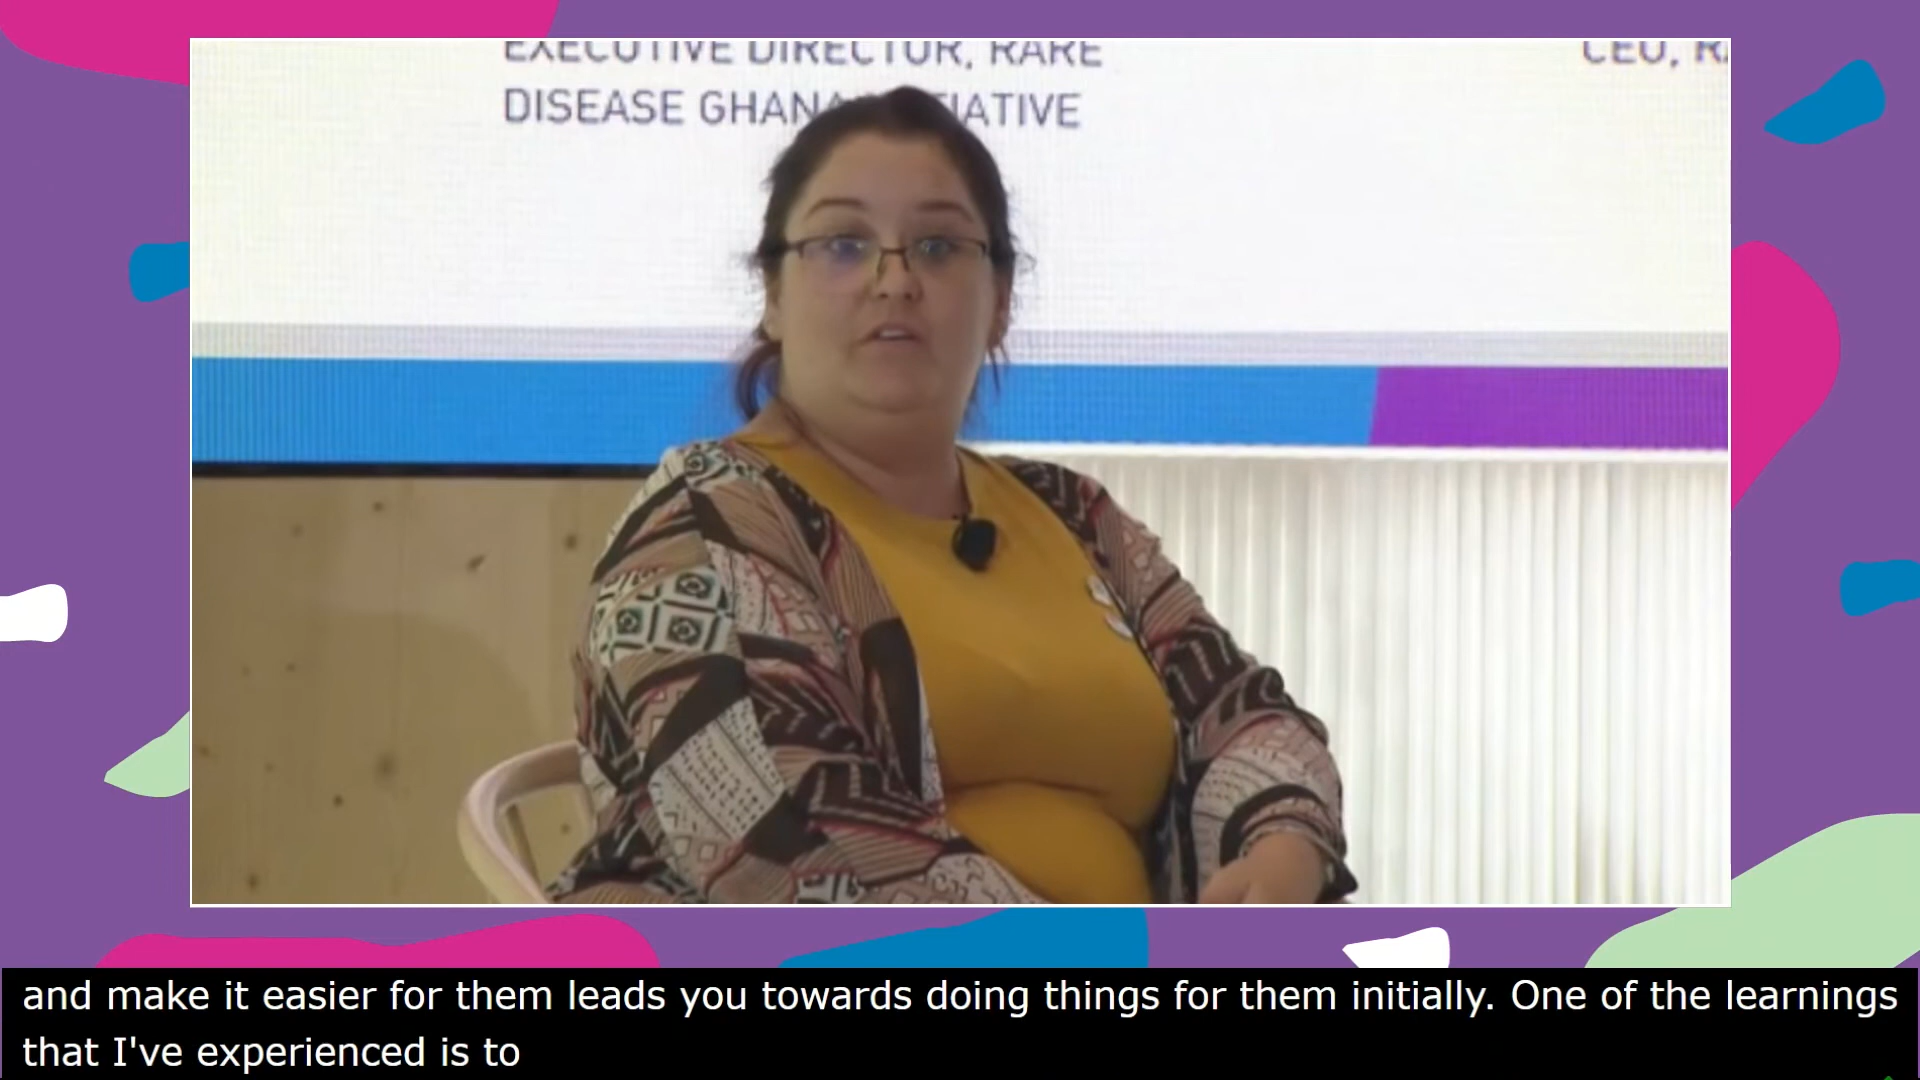 EXECUTIVE DIRECTOR, RARE
CEO,
DISEASE GHANA
and make it easier for them leads you towards doing things for them initially. One of the learnings
that I've experienced is to